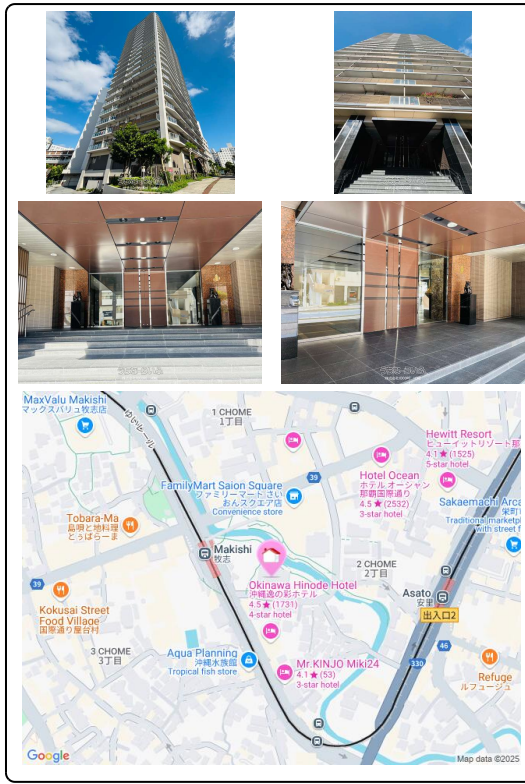 MaxValu Makishi
マックスバリュ牧志店
1 CHOME
1丁目
ゆいレール
39
Hewitt Resort
ヒューイットリゾート那
4.1★(1525)
5-star hotel
Hotel Ocean
ホテル オーシャン
那覇国際通り
4.5★(2532)
3-star hotel
FamilyMart Saion Square
ファミリーマート さい
おんスクエア店
Convenience store
Sakaemachi Arca
栄町
Traditional marketpl
with street f
Tobara-Ma
島唄と地料理
とぅばらーま
Makishi
牧志
2 CHOME
2丁目
39
Okinawa Hinode Hotel
沖縄逸の彩ホテル
4.5★(1731)
4-star hotel
Asato
安里
出入口2
Kokusai Street
Food Village
国際通り屋台村
3 CHOME
3丁目
Aqua Planning
沖縄水族館
Tropical fish store
46
330
Mr.KINJO Miki24
4.1★(53)
3-star hotel
Refuge
ルフュージュ
Google
Map data ©2025